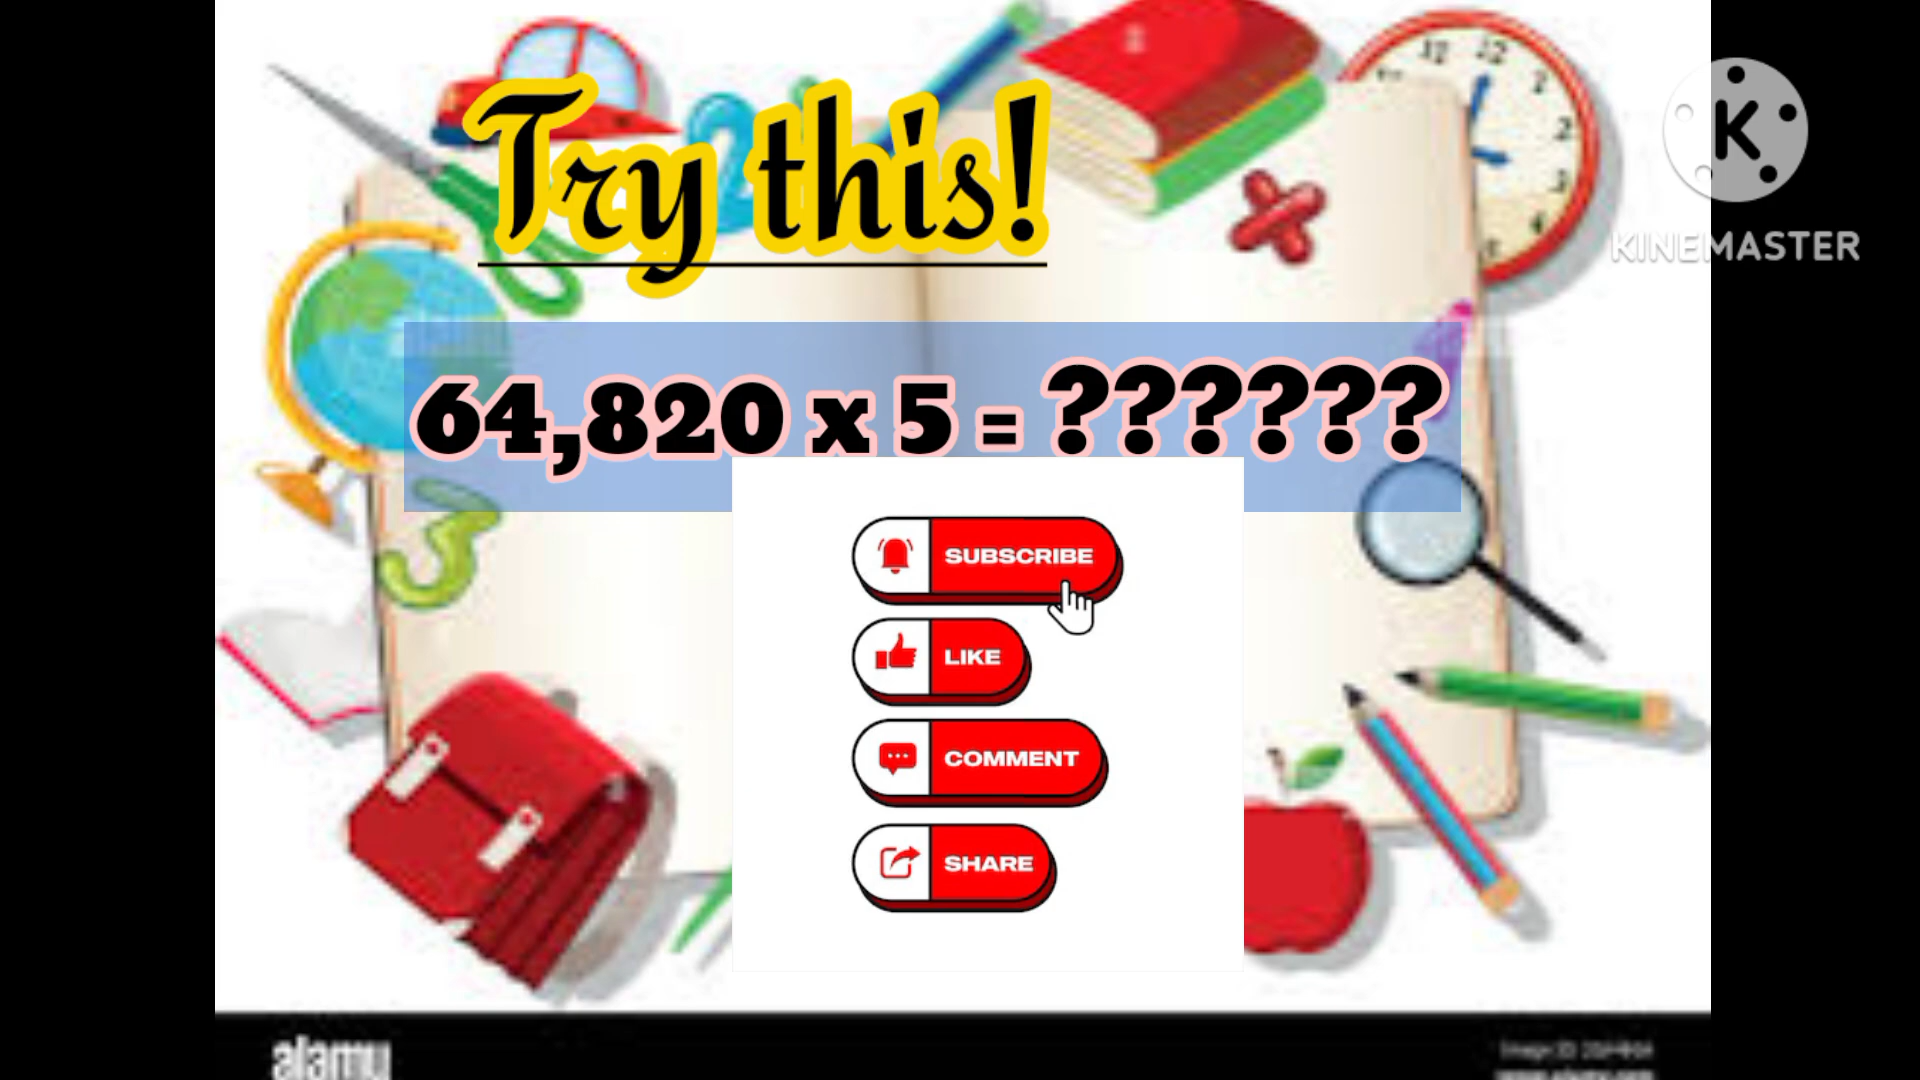 Try this!
KINEMASTER
64,820 x 5 = ??????
SUBSCRIBE
LIKE
COMMENT
SHARE
alamy